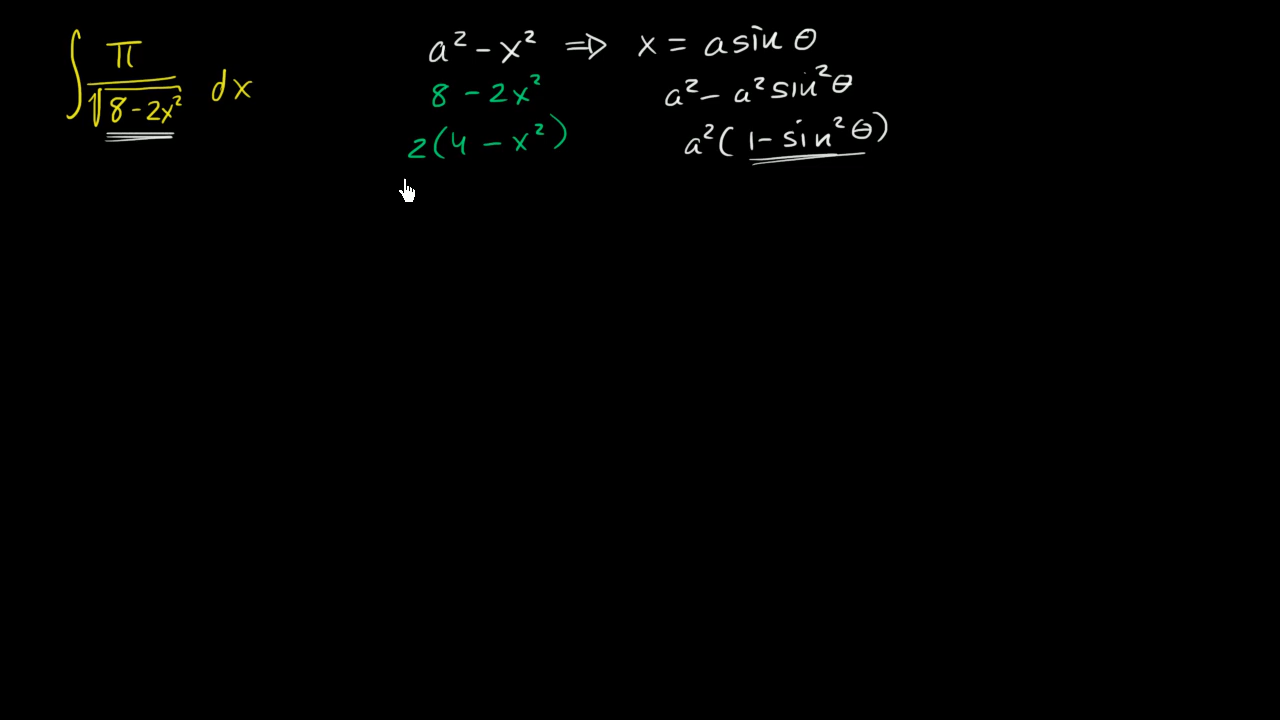 ∫ π/√(8-2x²) dx
a² - x² ⇒ x = a sin θ
8 - 2x²
2(4 - x²)
a² - a² sin² θ
a²(1 - sin² θ)